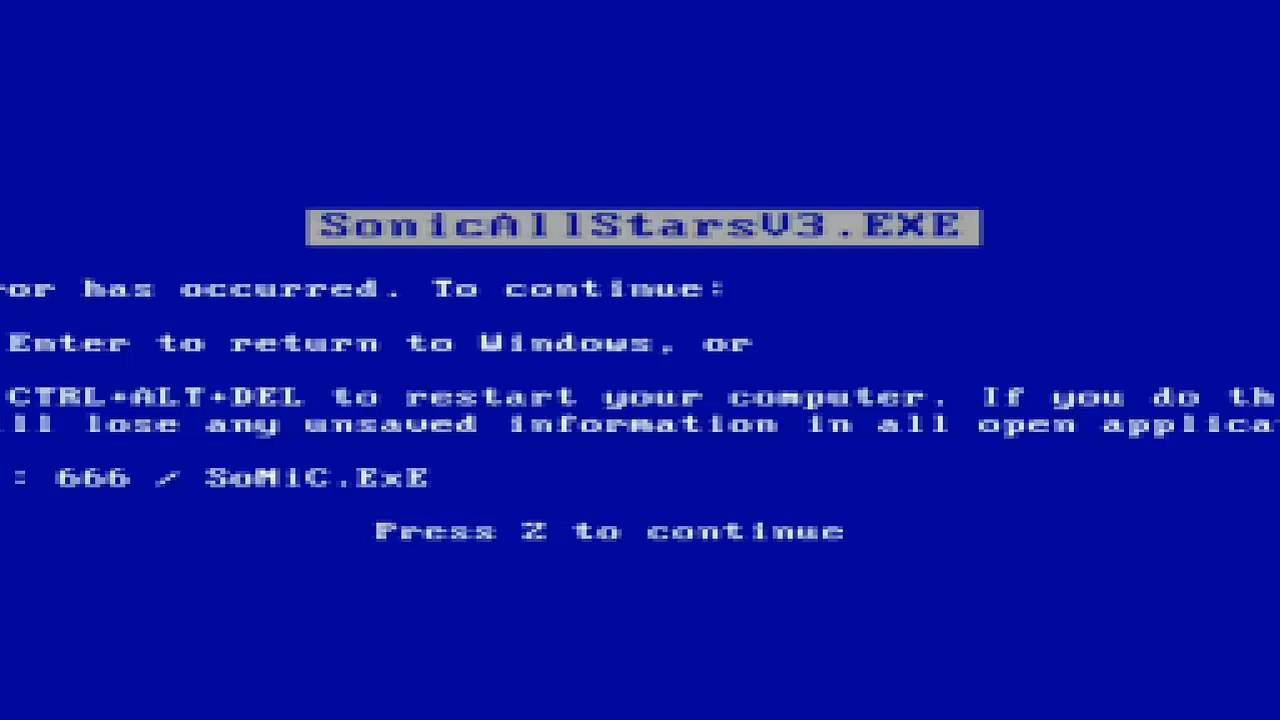 SonicAllStarsV3.EXE
ror has occurred. To continue:
Enter to return to Windows, or
CTRL+ALT+DEL to restart your computer. If you do th
ll lose any unsaved information in all open applica
: 666 / SoMiC.ExE
Press Z to continue